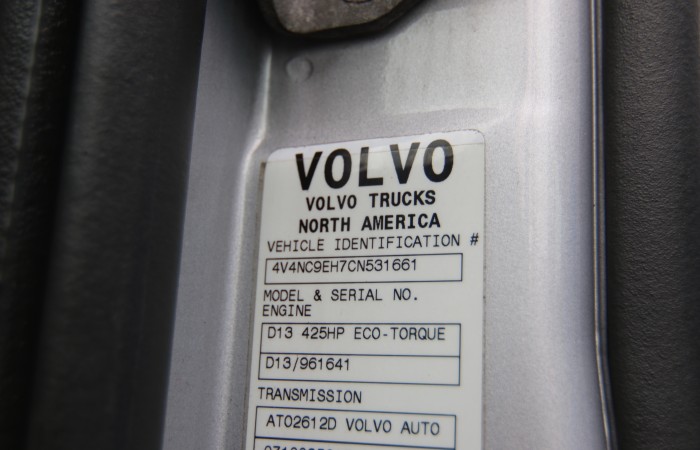 VOLVO
VOLVO TRUCKS
NORTH AMERICA
VEHICLE IDENTIFICATION #
4V4NC9EH7CN531661
MODEL & SERIAL NO.
ENGINE
D13 425HP ECO-TORQUE
D13/961641
TRANSMISSION
ATO2612D VOLVO AUTO